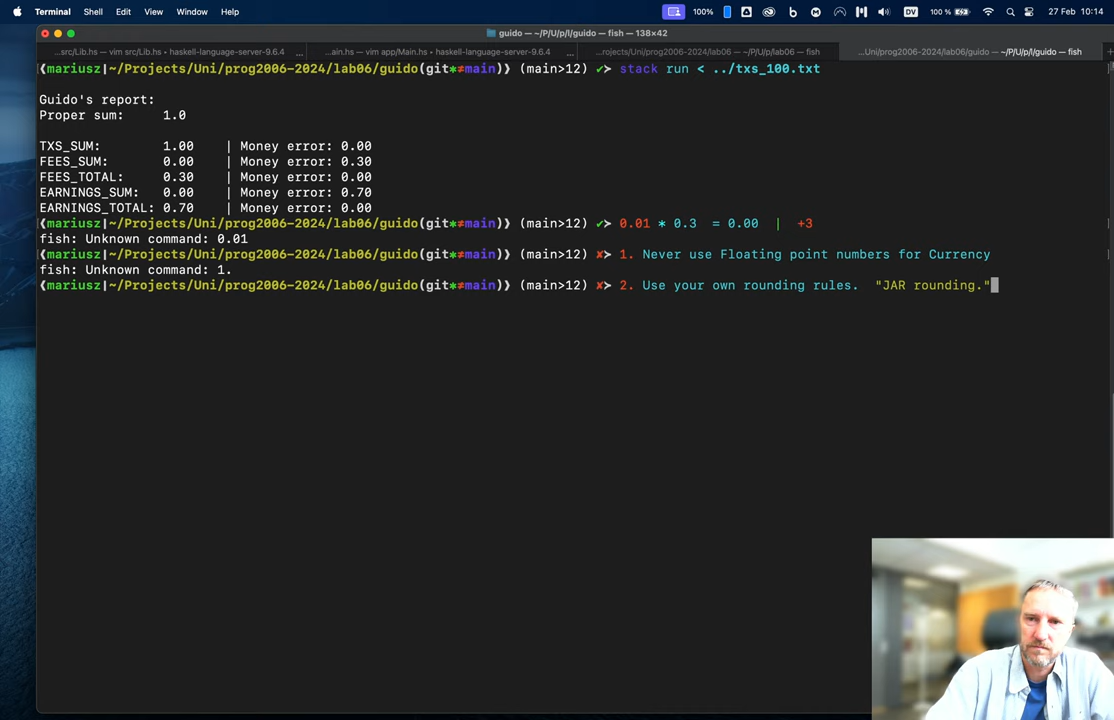 Terminal Shell Edit View Window Help 100% DV 100 % 27 Feb 10:14
guido — ~/P/U/p/l/guido — fish — 138×42
...src/Lib.hs — vim src/Lib.hs • haskell-language-server-9.6.4 ... ...ain.hs — vim app/Main.hs • haskell-language-server-9.6.4 ... ...rojects/Uni/prog2006-2024/lab06 — ~/P/U/p/lab06 — fish ...Uni/prog2006-2024/lab06/guido — ~/P/U/p/l/guido — fish
⟪mariusz|~/Projects/Uni/prog2006-2024/lab06/guido(git*≠main)⟫ (main>12) ✔➤ stack run < ../txs_100.txt
Guido's report:
Proper sum: 1.0
TXS_SUM: 1.00 | Money error: 0.00
FEES_SUM: 0.00 | Money error: 0.30
FEES_TOTAL: 0.30 | Money error: 0.00
EARNINGS_SUM: 0.00 | Money error: 0.70
EARNINGS_TOTAL: 0.70 | Money error: 0.00
⟪mariusz|~/Projects/Uni/prog2006-2024/lab06/guido(git*≠main)⟫ (main>12) ✔➤ 0.01 * 0.3 = 0.00 | +3
fish: Unknown command: 0.01
⟪mariusz|~/Projects/Uni/prog2006-2024/lab06/guido(git*≠main)⟫ (main>12) ✘➤ 1. Never use Floating point numbers for Currency
fish: Unknown command: 1.
⟪mariusz|~/Projects/Uni/prog2006-2024/lab06/guido(git*≠main)⟫ (main>12) ✘➤ 2. Use your own rounding rules. "JAR rounding."